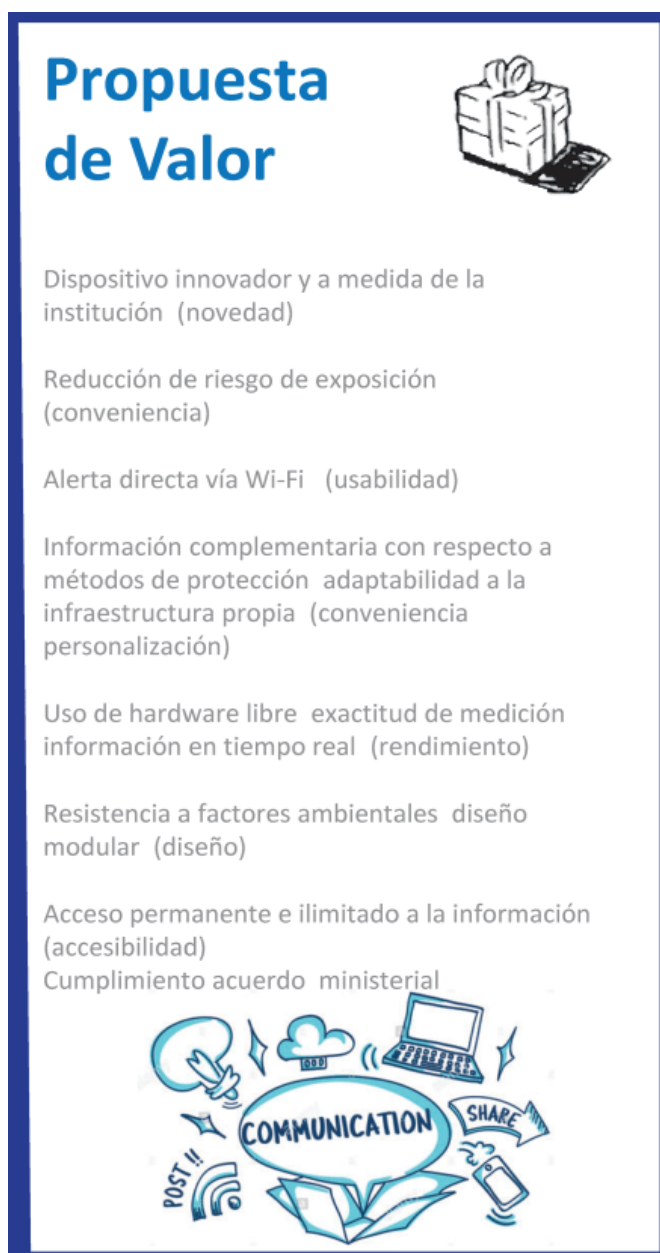 Propuesta
de Valor
Dispositivo innovador y a medida de la
institución (novedad)
Reducción de riesgo de exposición
(conveniencia)
Alerta directa vía Wi-Fi (usabilidad)
Información complementaria con respecto a
métodos de protección adaptabilidad a la
infraestructura propia (conveniencia
personalización)
Uso de hardware libre exactitud de medición
información en tiempo real (rendimiento)
Resistencia a factores ambientales diseño
modular (diseño)
Acceso permanente e ilimitado a la información
(accesibilidad)
Cumplimiento acuerdo ministerial
COMMUNICATION
SHARE
POST!!